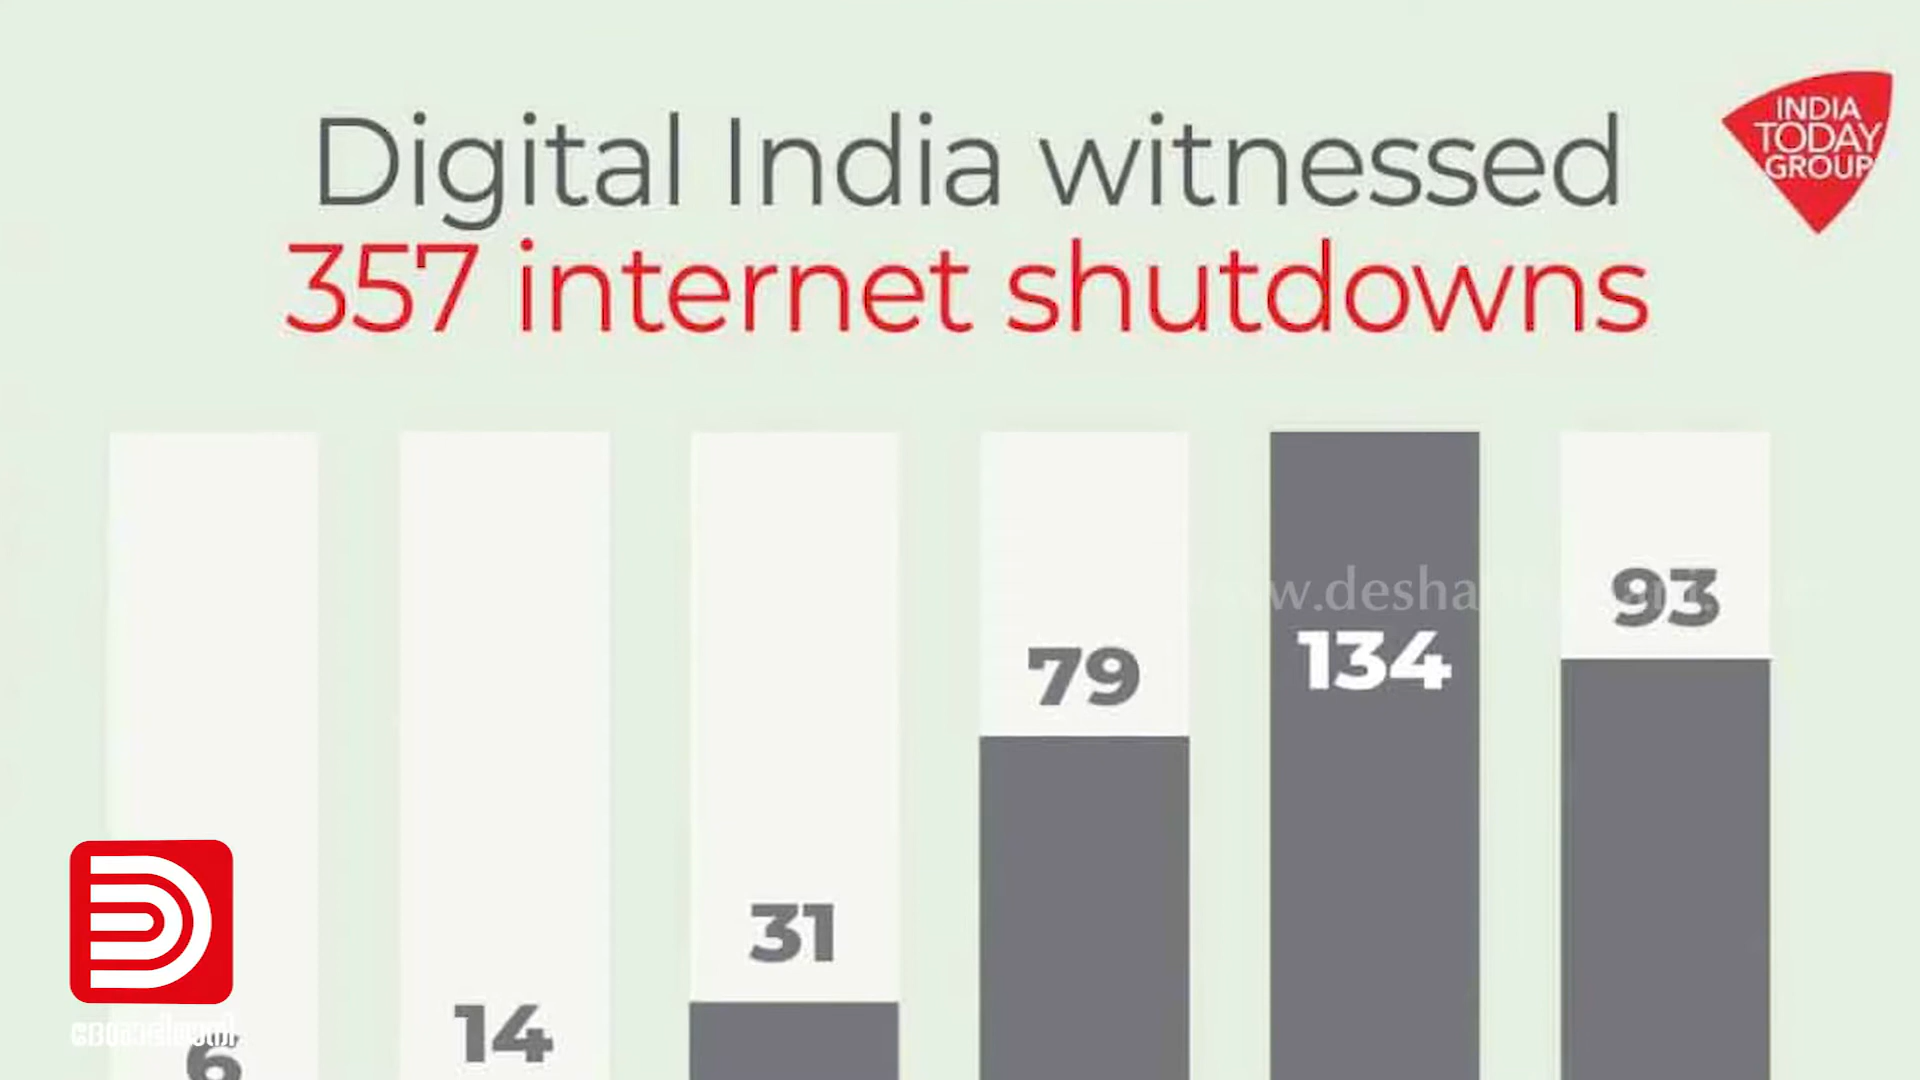 Digital India witnessed
357 internet shutdowns
INDIA
TODAY
GROUP
93
134
79
31
14
6
ദേശാഭിമാനി